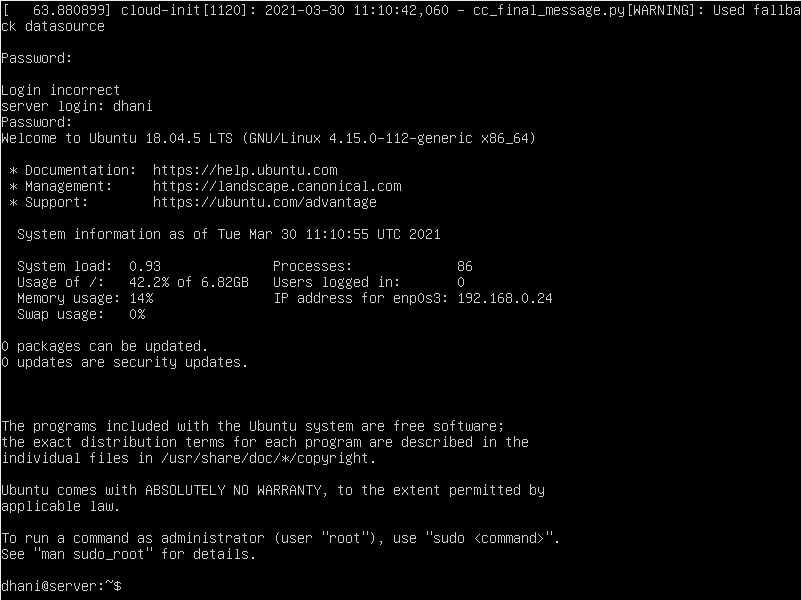 [   63.880899] cloud-init[1120]: 2021-03-30 11:10:42,060 - cc_final_message.py[WARNING]: Used fallba
ck datasource
Password:
Login incorrect
server login: dhani
Password:
Welcome to Ubuntu 18.04.5 LTS (GNU/Linux 4.15.0-112-generic x86_64)
 * Documentation:  https://help.ubuntu.com
 * Management:     https://landscape.canonical.com
 * Support:        https://ubuntu.com/advantage
  System information as of Tue Mar 30 11:10:55 UTC 2021
  System load:  0.93              Processes:             86
  Usage of /:   42.2% of 6.82GB   Users logged in:       0
  Memory usage: 14%               IP address for enp0s3: 192.168.0.24
  Swap usage:   0%
0 packages can be updated.
0 updates are security updates.
The programs included with the Ubuntu system are free software;
the exact distribution terms for each program are described in the
individual files in /usr/share/doc/*/copyright.
Ubuntu comes with ABSOLUTELY NO WARRANTY, to the extent permitted by
applicable law.
To run a command as administrator (user "root"), use "sudo <command>".
See "man sudo_root" for details.
dhani@server:~$